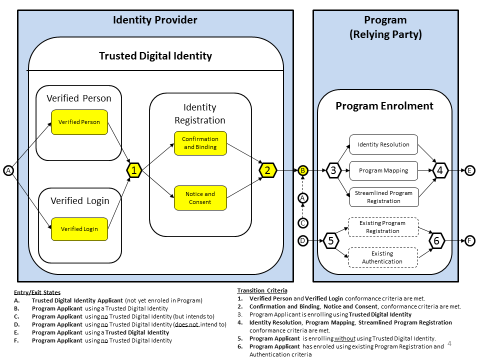 Identity Provider
Program
(Relying Party)
Trusted Digital Identity
Verified Person
Verified Person
Identity
Registration
Confirmation
and Binding
Notice and
Consent
Verified Login
Verified Login
Program Enrolment
Identity Resolution
Program Mapping
Streamlined Program
Registration
Existing Program
Registration
Existing
Authentication
A
1
2
B
A
C
D
3
4
E
5
6
F
Entry/Exit States
A. Trusted Digital Identity Applicant (not yet enrolled in Program)
B. Program Applicant using a Trusted Digital Identity
C. Program Applicant using no Trusted Digital Identity (but intends to)
D. Program Applicant using no Trusted Digital Identity (does not intend to)
E. Program Applicant using a Trusted Digital Identity
F. Program Applicant using no Trusted Digital Identity
Transition Criteria
1. Verified Person and Verified Login conformance criteria are met.
2. Confirmation and Binding, Notice and Consent, conformance criteria are met.
3. Program Applicant is enrolling using Trusted Digital Identity
4. Identity Resolution, Program Mapping, Streamlined Program Registration
conformance criteria are met.
5. Program Applicant is enrolling without using Trusted Digital Identity.
6. Program Applicant has enroled using existing Program Registration and
Authentication criteria
4